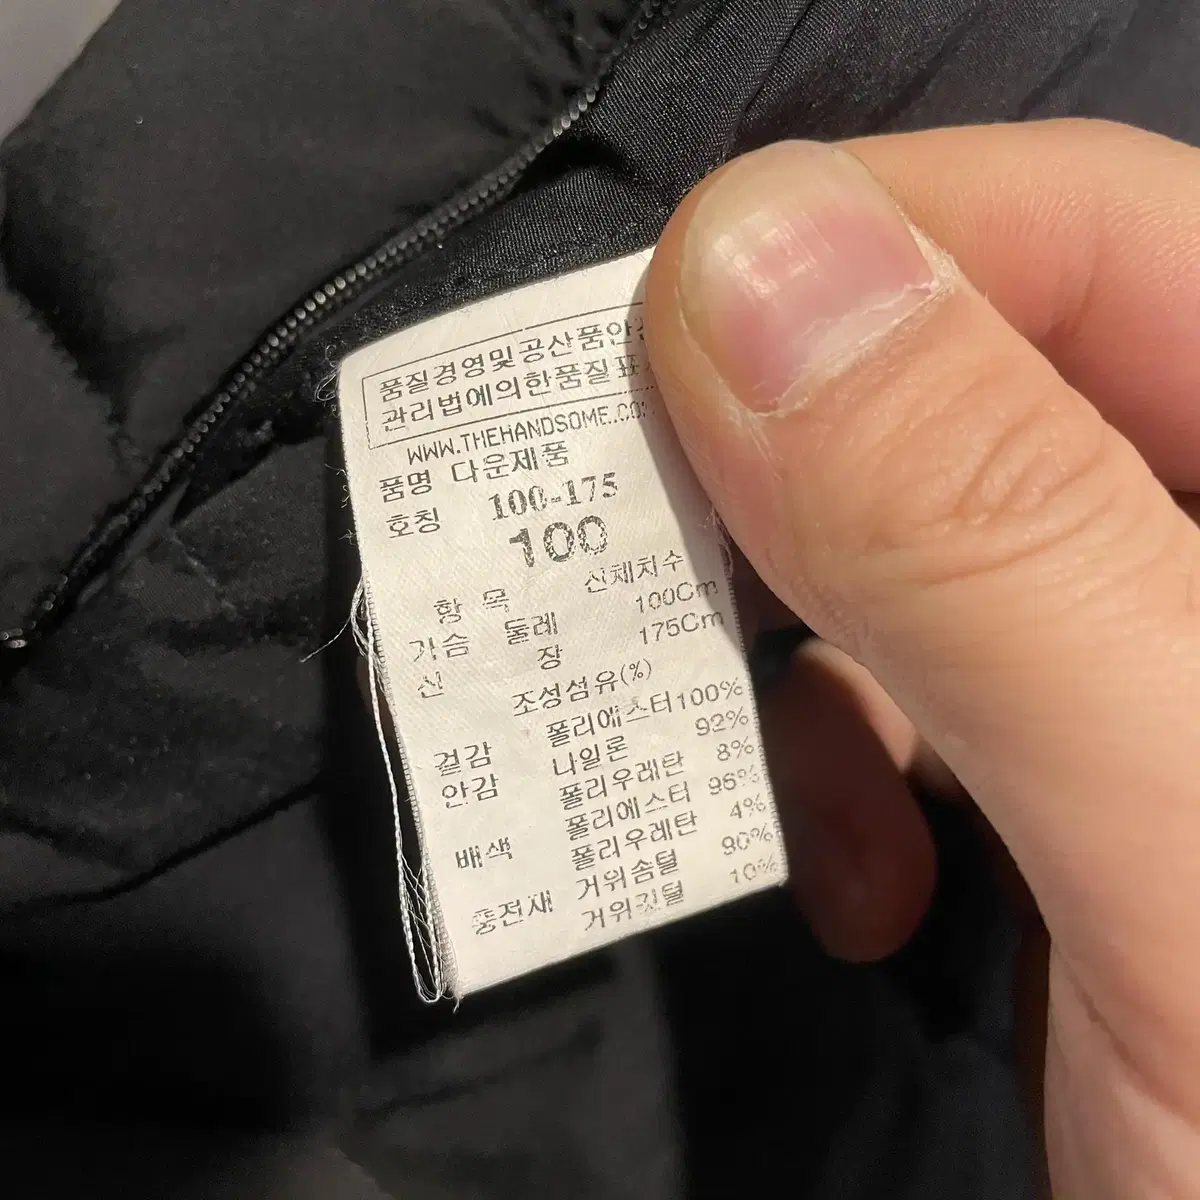 품질경영및공산품안
관리법에의한품질표
WWW.THEHANDSOME.CO
품명 다운제품
호칭 100-175
100
항 목 신체치수
가슴 둘레 100Cm
신 장 175Cm
조성섬유(%)
겉감 폴리에스터100%
안감 나일론 92%
폴리우레탄 8%
배색 폴리에스터 96%
폴리우레탄 4%
충전재 거위솜털 90%
거위깃털 10%